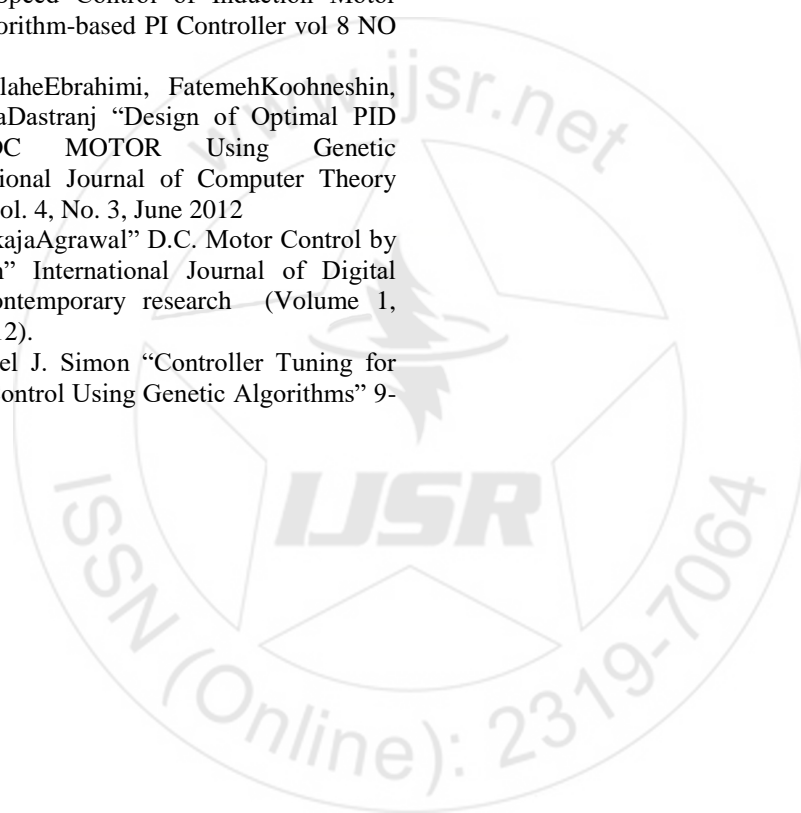 Speed Control of Induction Motor
orithm-based PI Controller vol 8 NO
laheEbrahimi, FatemehKoohneshin,
aDastranj “Design of Optimal PID
DC MOTOR Using Genetic
tional Journal of Computer Theory
ol. 4, No. 3, June 2012
kajaAgrawal” D.C. Motor Control by
n” International Journal of Digital
ontemporary research (Volume 1,
12).
el J. Simon “Controller Tuning for
Control Using Genetic Algorithms” 9-
www.ijsr.net
IJSR
ISSN (Online): 2319-7064